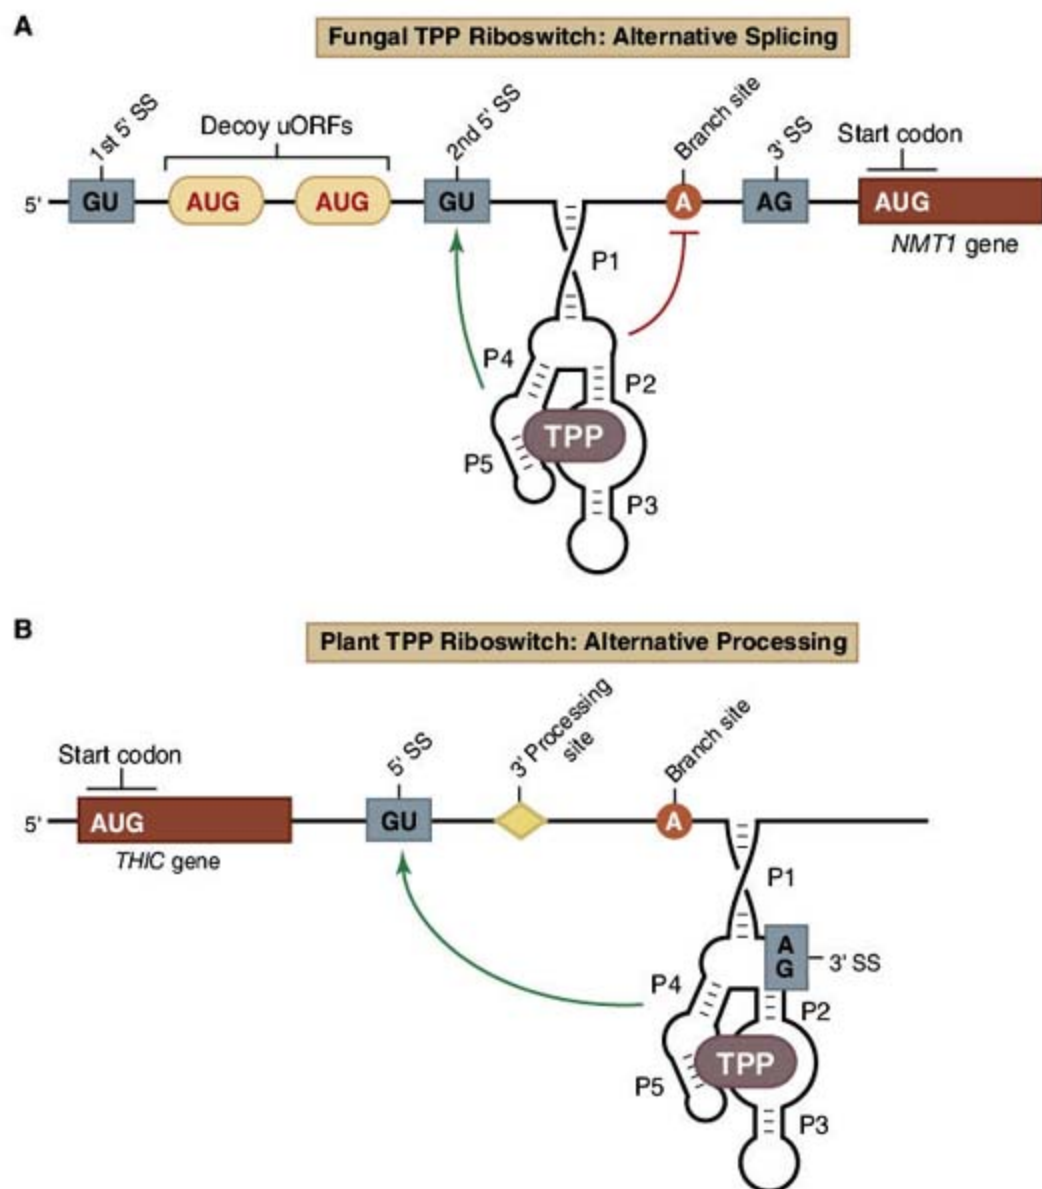 A
Fungal TPP Riboswitch: Alternative Splicing
1st 5' SS
Decoy uORFs
2nd 5' SS
Branch site
3' SS
Start codon
5'
GU
AUG
AUG
GU
A
AG
AUG
NMT1 gene
P1
P4
P2
TPP
P5
P3
B
Plant TPP Riboswitch: Alternative Processing
Start codon
5' SS
3' Processing
site
Branch site
5'
AUG
GU
A
THIC gene
P1
A
G
3' SS
P4
P2
TPP
P5
P3